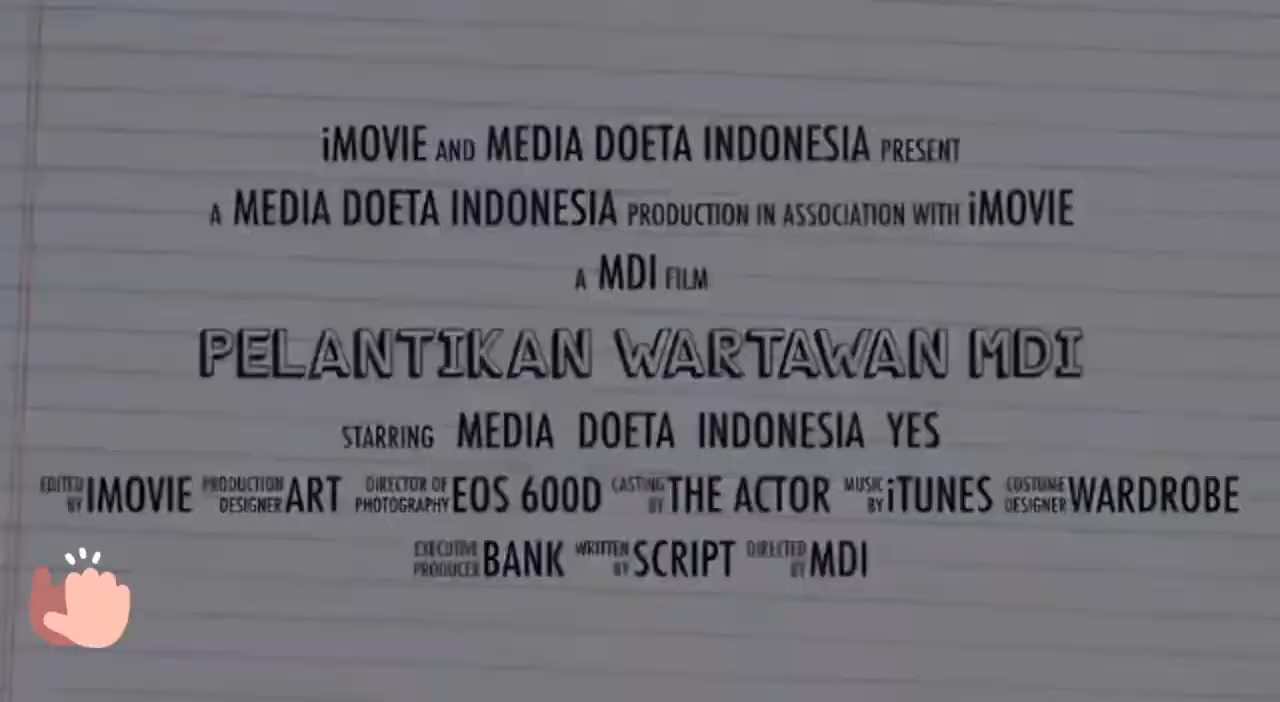 iMOVIE AND MEDIA DOETA INDONESIA PRESENT
A MEDIA DOETA INDONESIA PRODUCTION IN ASSOCIATION WITH iMOVIE
A MDI FILM
PELANTIKAN WARTAWAN MDI
STARRING MEDIA DOETA INDONESIA YES
EDITED BY IMOVIE PRODUCTION DESIGNER ART DIRECTOR OF PHOTOGRAPHY EOS 600D CASTING BY THE ACTOR MUSIC BY iTUNES COSTUME DESIGNER WARDROBE
EXECUTIVE PRODUCER BANK WRITTEN BY SCRIPT DIRECTED BY MDI